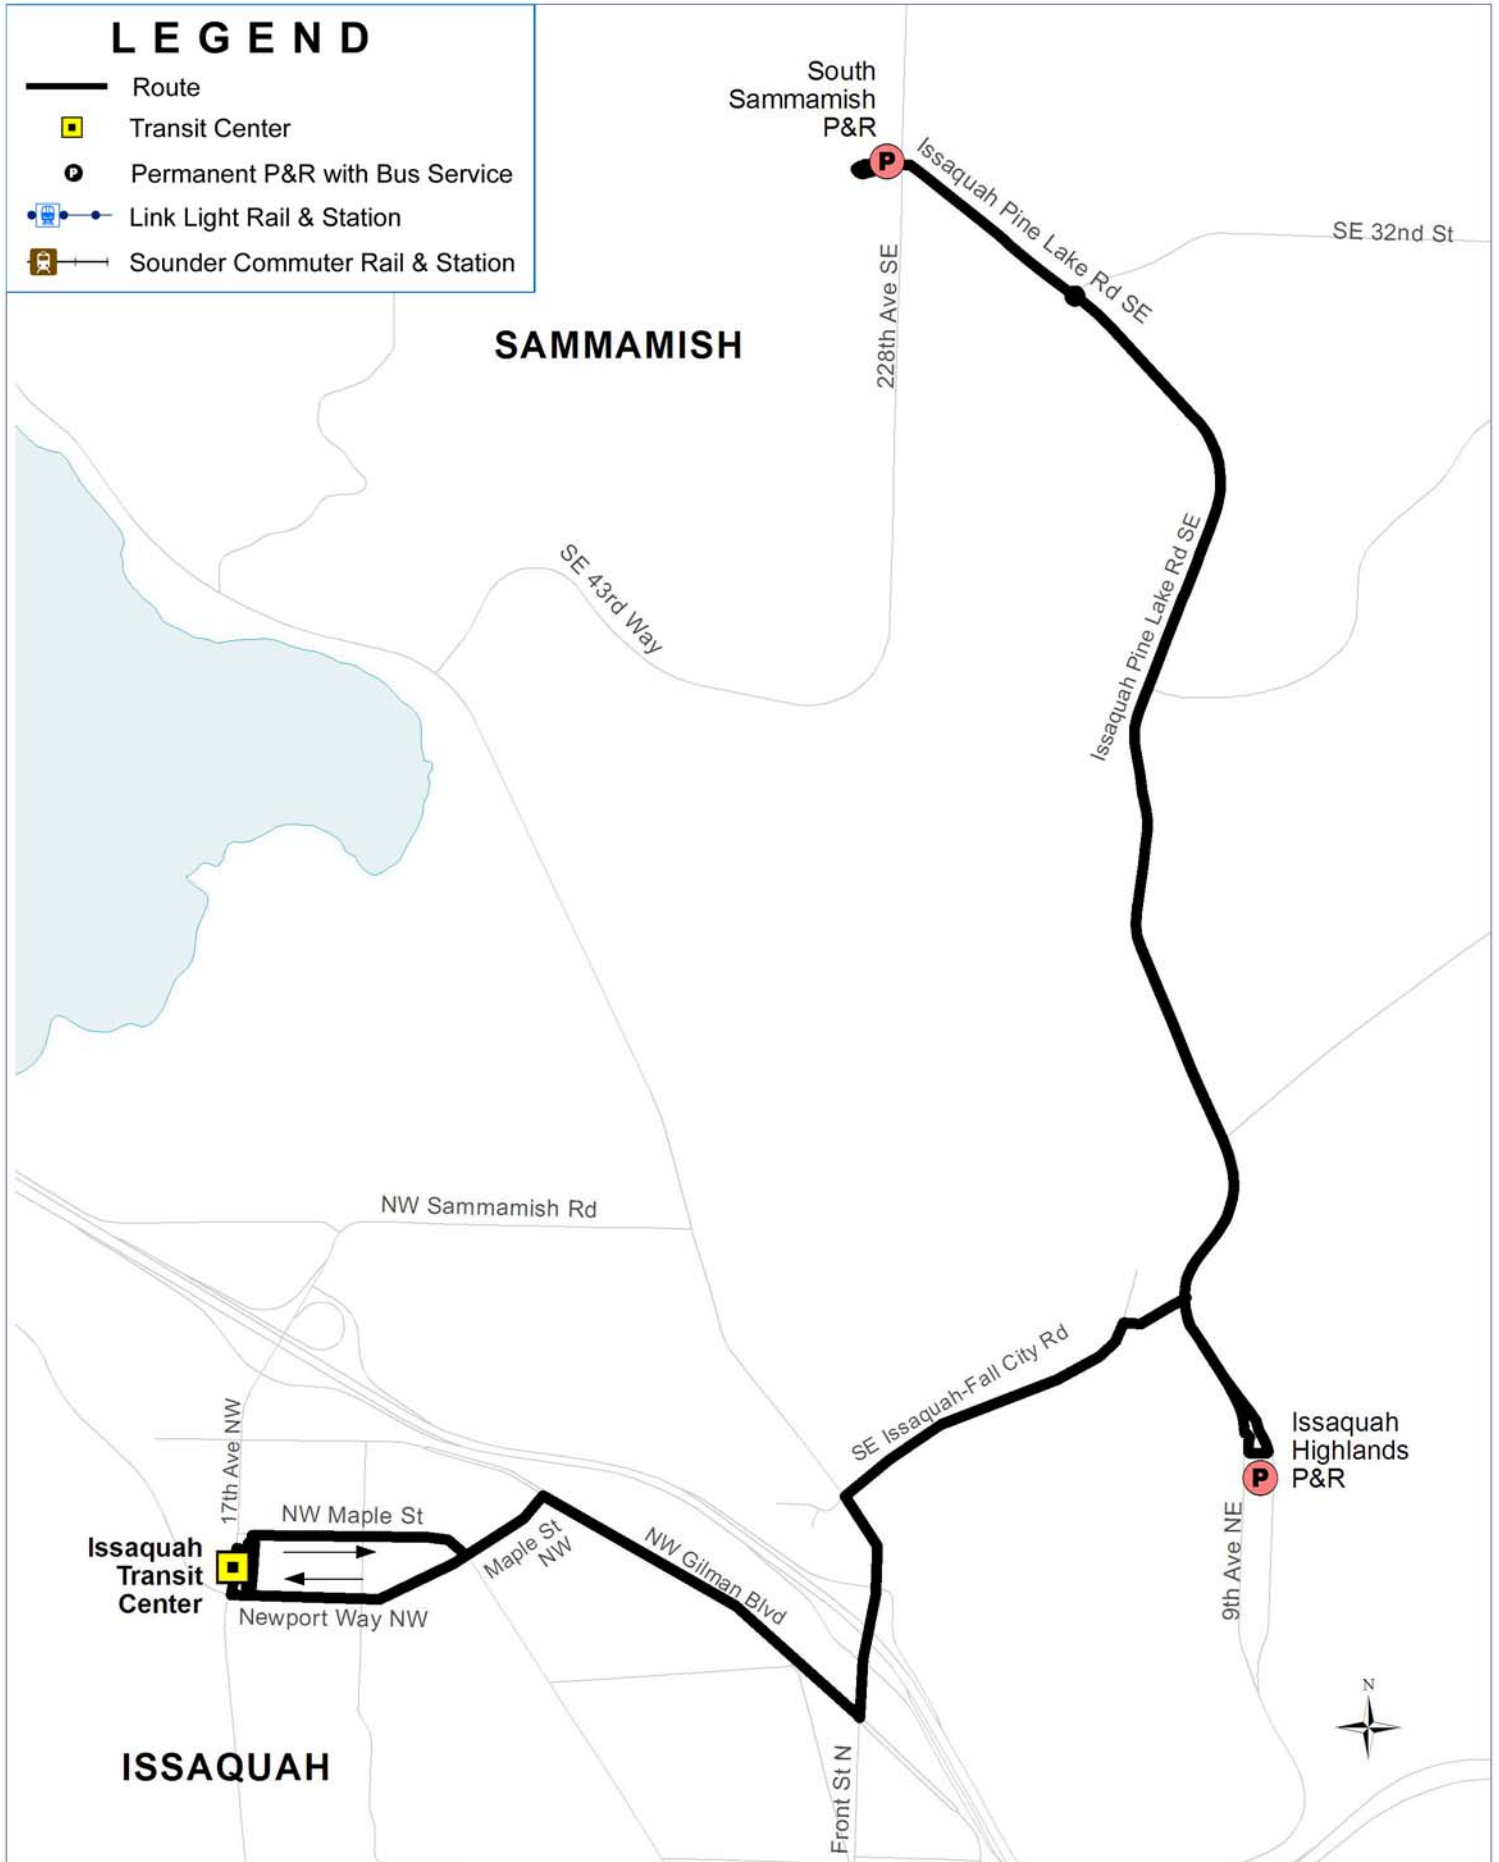 LEGEND
Route
Transit Center
P
Permanent P&R with Bus Service
Link Light Rail & Station
Sounder Commuter Rail & Station
South
Sammamish
P&R
P
Issaquah Pine Lake Rd SE
SE 32nd St
228th Ave SE
SAMMAMISH
Issaquah Pine Lake Rd SE
SE 43rd Way
NW Sammamish Rd
SE Issaquah-Fall City Rd
17th Ave NW
Issaquah
Highlands
P&R
P
NW Maple St
Maple St
NW
NW Gilman Blvd
Issaquah
Transit
Center
Newport Way NW
9th Ave NE
N
ISSAQUAH
Front St N